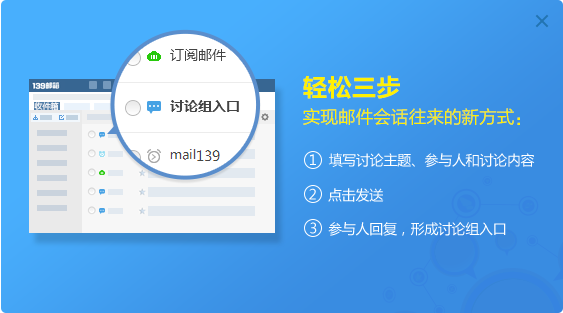 订阅邮件
139邮箱
收件箱
讨论组入口
mail139
轻松三步
实现邮件会话往来的新方式：
① 填写讨论主题、参与人和讨论内容
② 点击发送
③ 参与人回复，形成讨论组入口